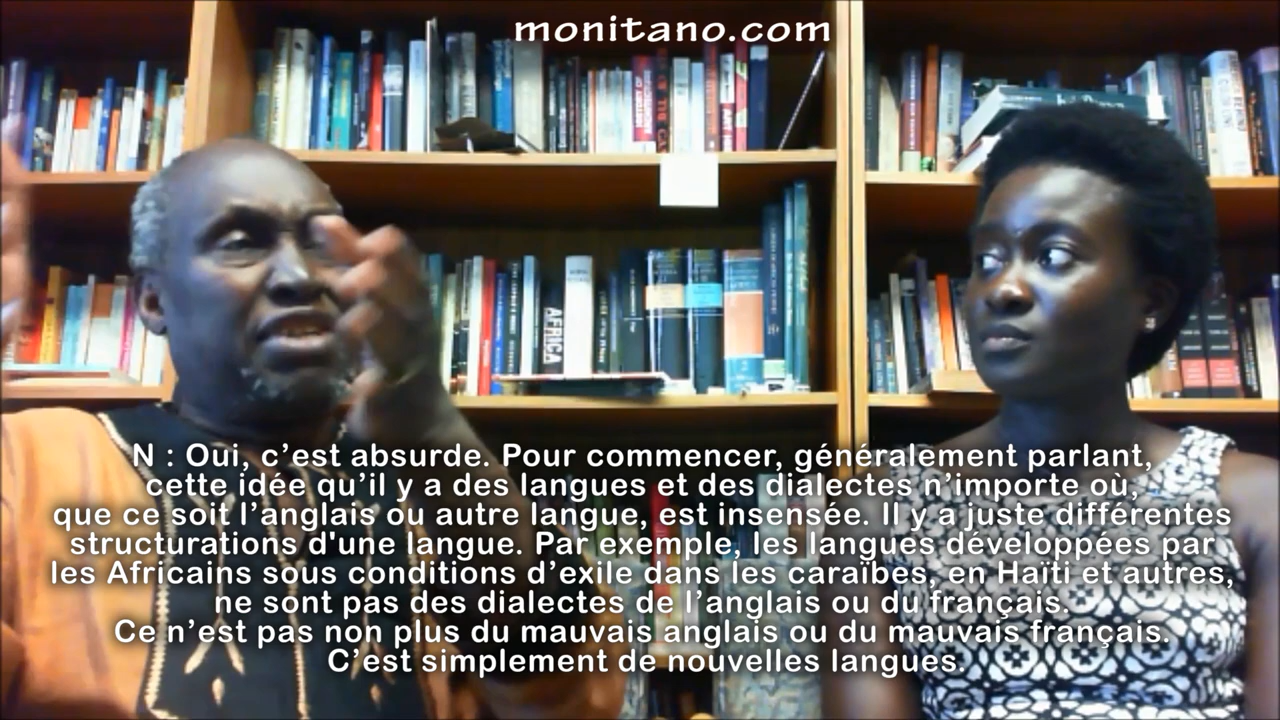 monitano.com
AFRICA
N : Oui, c’est absurde. Pour commencer, généralement parlant,
cette idée qu’il y a des langues et des dialectes n’importe où,
que ce soit l’anglais ou autre langue, est insensée. Il y a juste différentes
structurations d'une langue. Par exemple, les langues développées par
les Africains sous conditions d’exile dans les caraïbes, en Haïti et autres,
ne sont pas des dialectes de l’anglais ou du français.
Ce n’est pas non plus du mauvais anglais ou du mauvais français.
C’est simplement de nouvelles langues.